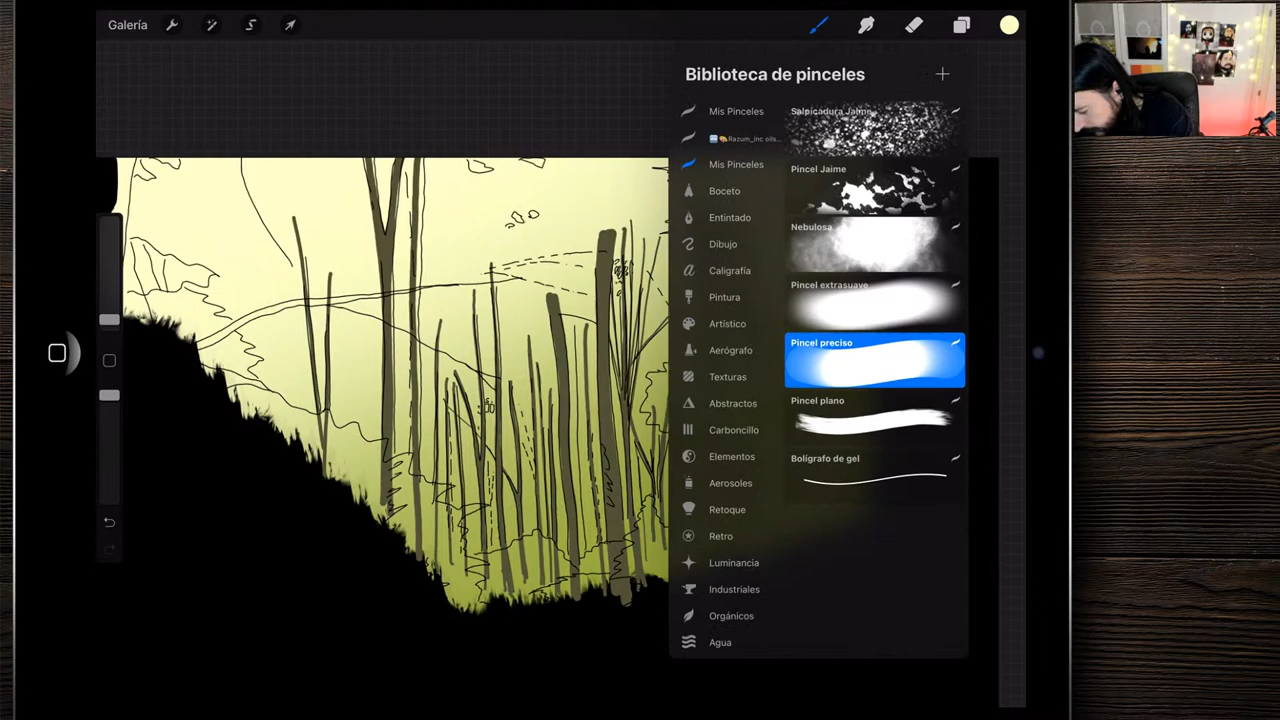 Galería
Biblioteca de pinceles
Mis Pinceles
Razum_inc oils...
Mis Pinceles
Boceto
Entintado
Dibujo
Caligrafía
Pintura
Artístico
Aerógrafo
Texturas
Abstractos
Carboncillo
Elementos
Aerosoles
Retoque
Retro
Luminancia
Industriales
Orgánicos
Agua
Salpicadura Jaime
Pincel Jaime
Nebulosa
Pincel extrasuave
Pincel preciso
Pincel plano
Bolígrafo de gel